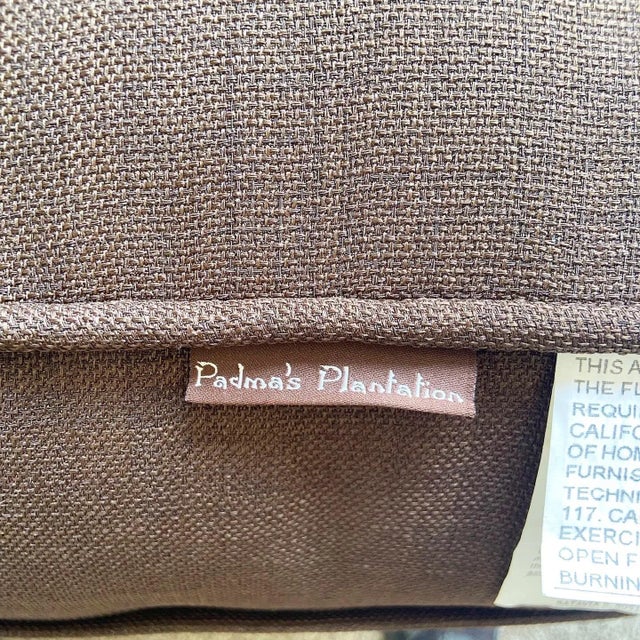 Padma's Plantation
THIS A
THE FL
REQUI
CALIFO
OF HOM
FURNIS
TECHNI
117. CA
EXERCI
OPEN F
BURNIN